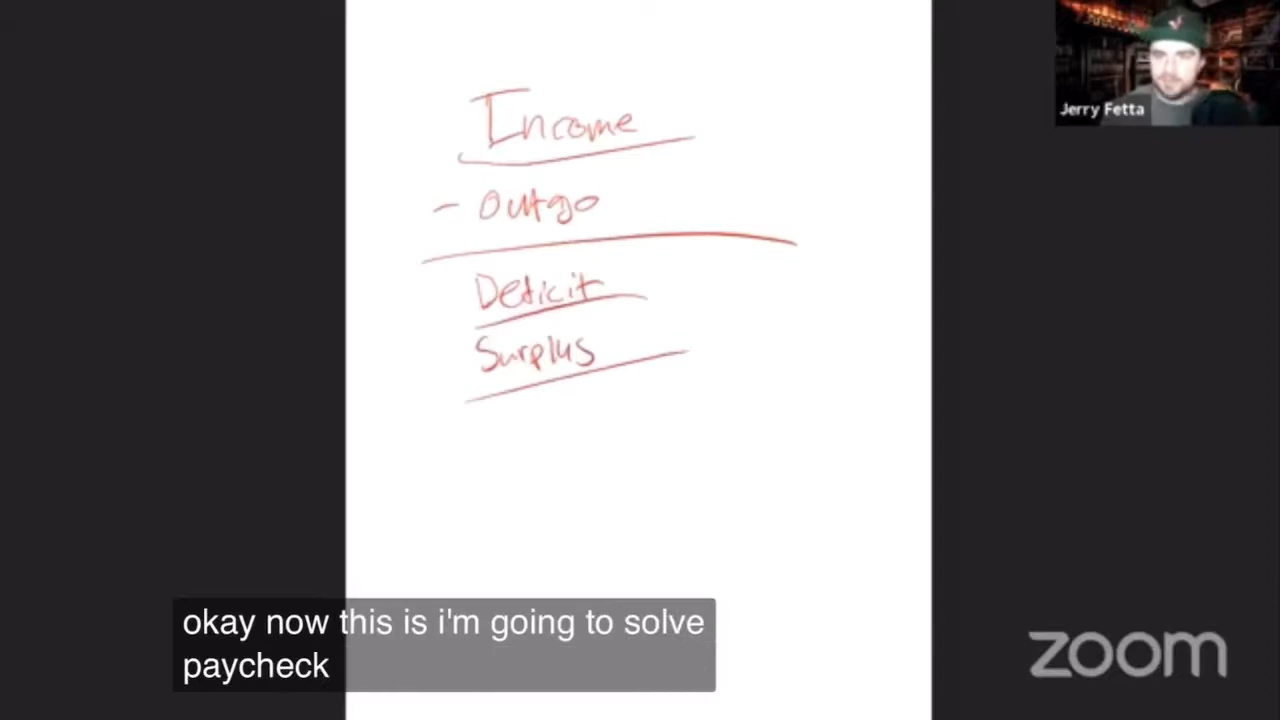 Income
- Outgo
Deficit
Surplus
Jerry Fetta
okay now this is i'm going to solve
paycheck
zoom